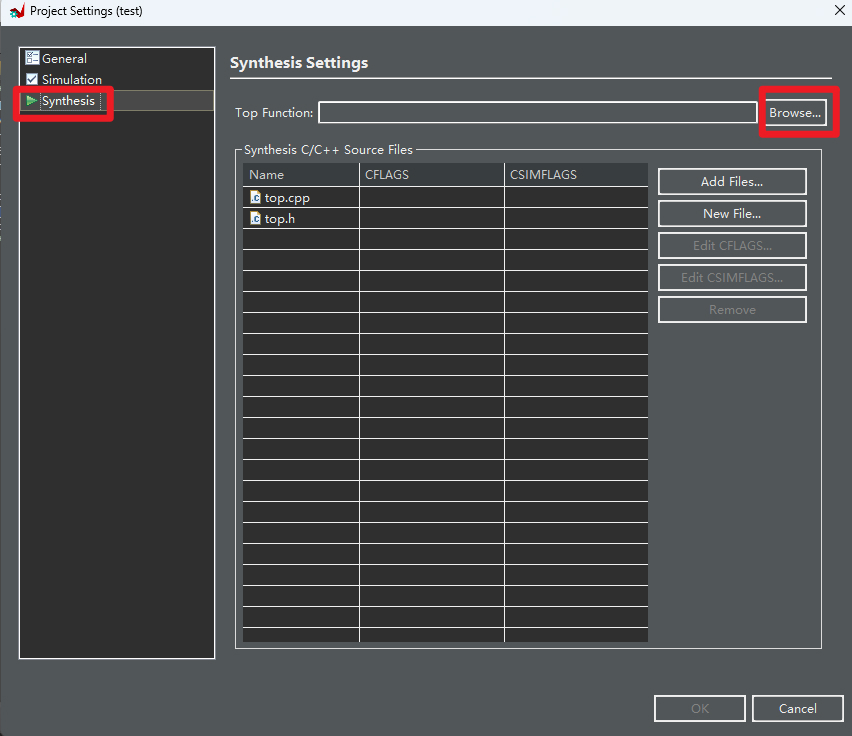 Project Settings (test)
General
Simulation
Synthesis
Synthesis Settings
Top Function:
Browse...
Synthesis C/C++ Source Files
Name CFLAGS CSIMFLAGS
top.cpp
top.h
Add Files...
New File...
Edit CFLAGS...
Edit CSIMFLAGS...
Remove
OK
Cancel